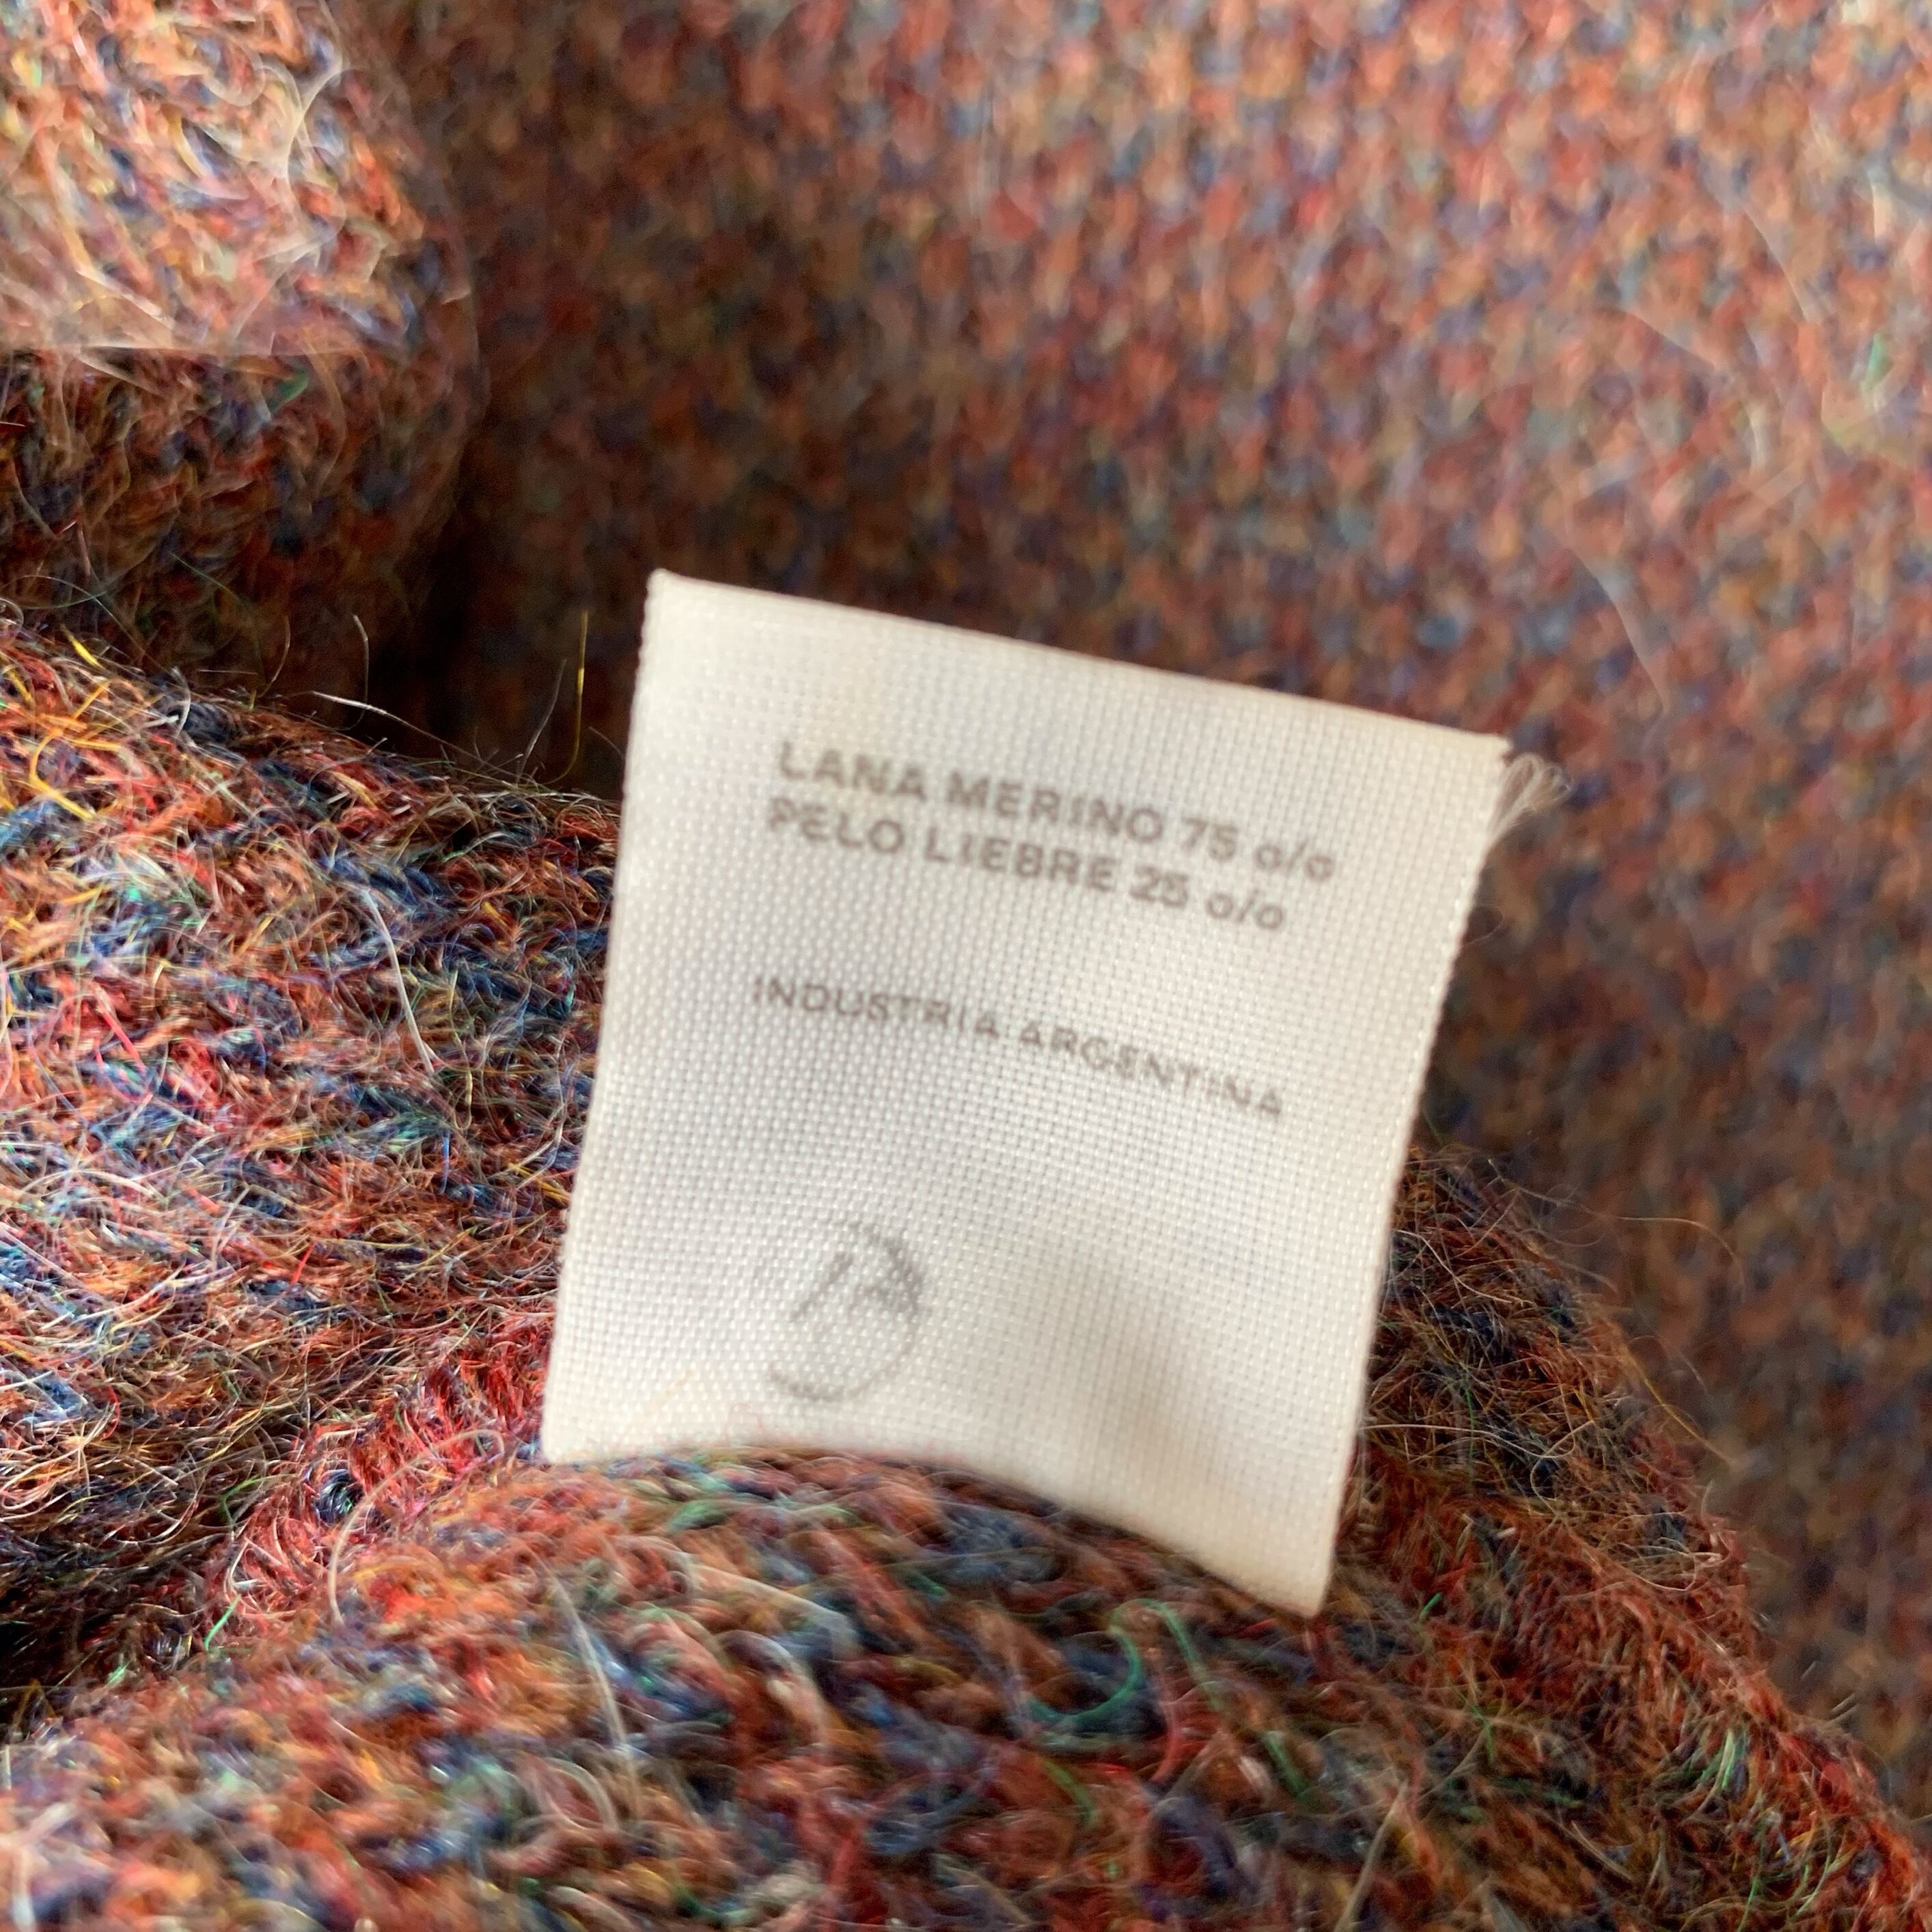 LANA MERINO 75 o/o
PELO LIEBRE 25 o/o
INDUSTRIA ARGENTINA